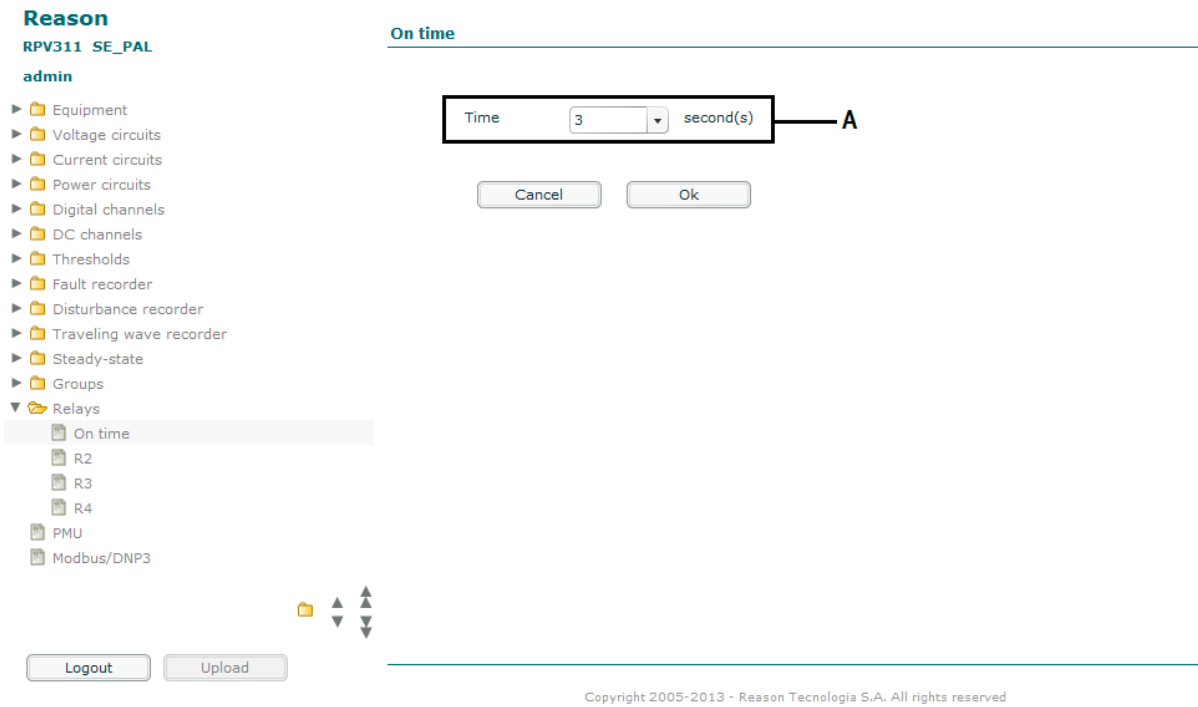 Reason
RPV311 SE_PAL
admin
Equipment
Voltage circuits
Current circuits
Power circuits
Digital channels
DC channels
Thresholds
Fault recorder
Disturbance recorder
Traveling wave recorder
Steady-state
Groups
Relays
On time
R2
R3
R4
PMU
Modbus/DNP3
Logout Upload
On time
Time 3 second(s) A
Cancel Ok
Copyright 2005-2013 - Reason Tecnologia S.A. All rights reserved